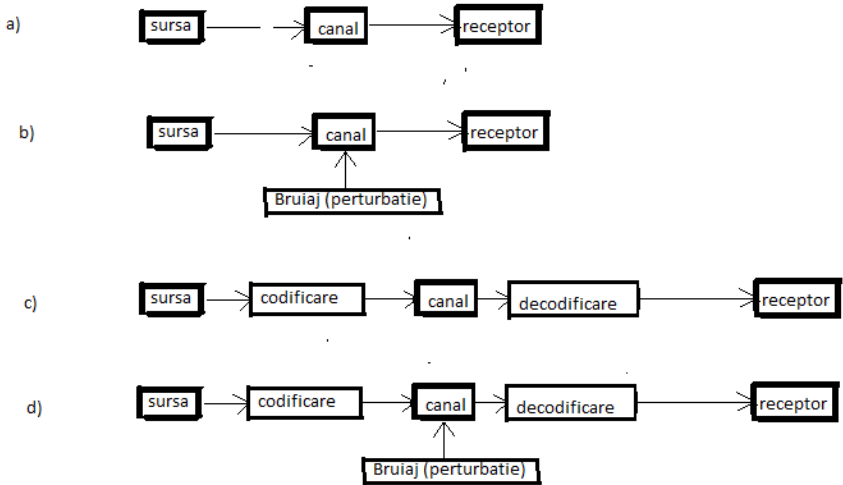 a) sursa canal receptor
b) sursa canal receptor
Bruiaj (perturbatie)
c) sursa codificare canal decodificare receptor
d) sursa codificare canal decodificare receptor
Bruiaj (perturbatie)